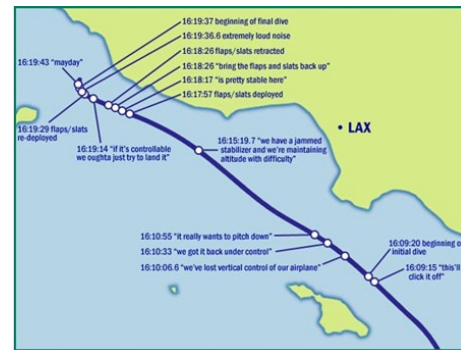 16:19:37 beginning of final dive
16:19:36.6 extremely loud noise
16:19:43 “mayday”
16:18:26 flaps/slats retracted
16:18:26 “bring the flaps and slats back up”
16:18:17 “is pretty stable here”
16:17:57 flaps/slats deployed
LAX
16:19:29 flaps/slats
re-deployed
16:19:14 “if it’s controllable
we oughta just try to land it”
16:15:19.7 “we have a jammed
stabilizer and we’re maintaining
altitude with difficulty”
16:10:55 “it really wants to pitch down”
16:10:33 “we got it back under control”
16:10:06.6 “we’ve lost vertical control of our airplane”
16:09:20 beginning of
initial dive
16:09:15 “this’ll
click it off”